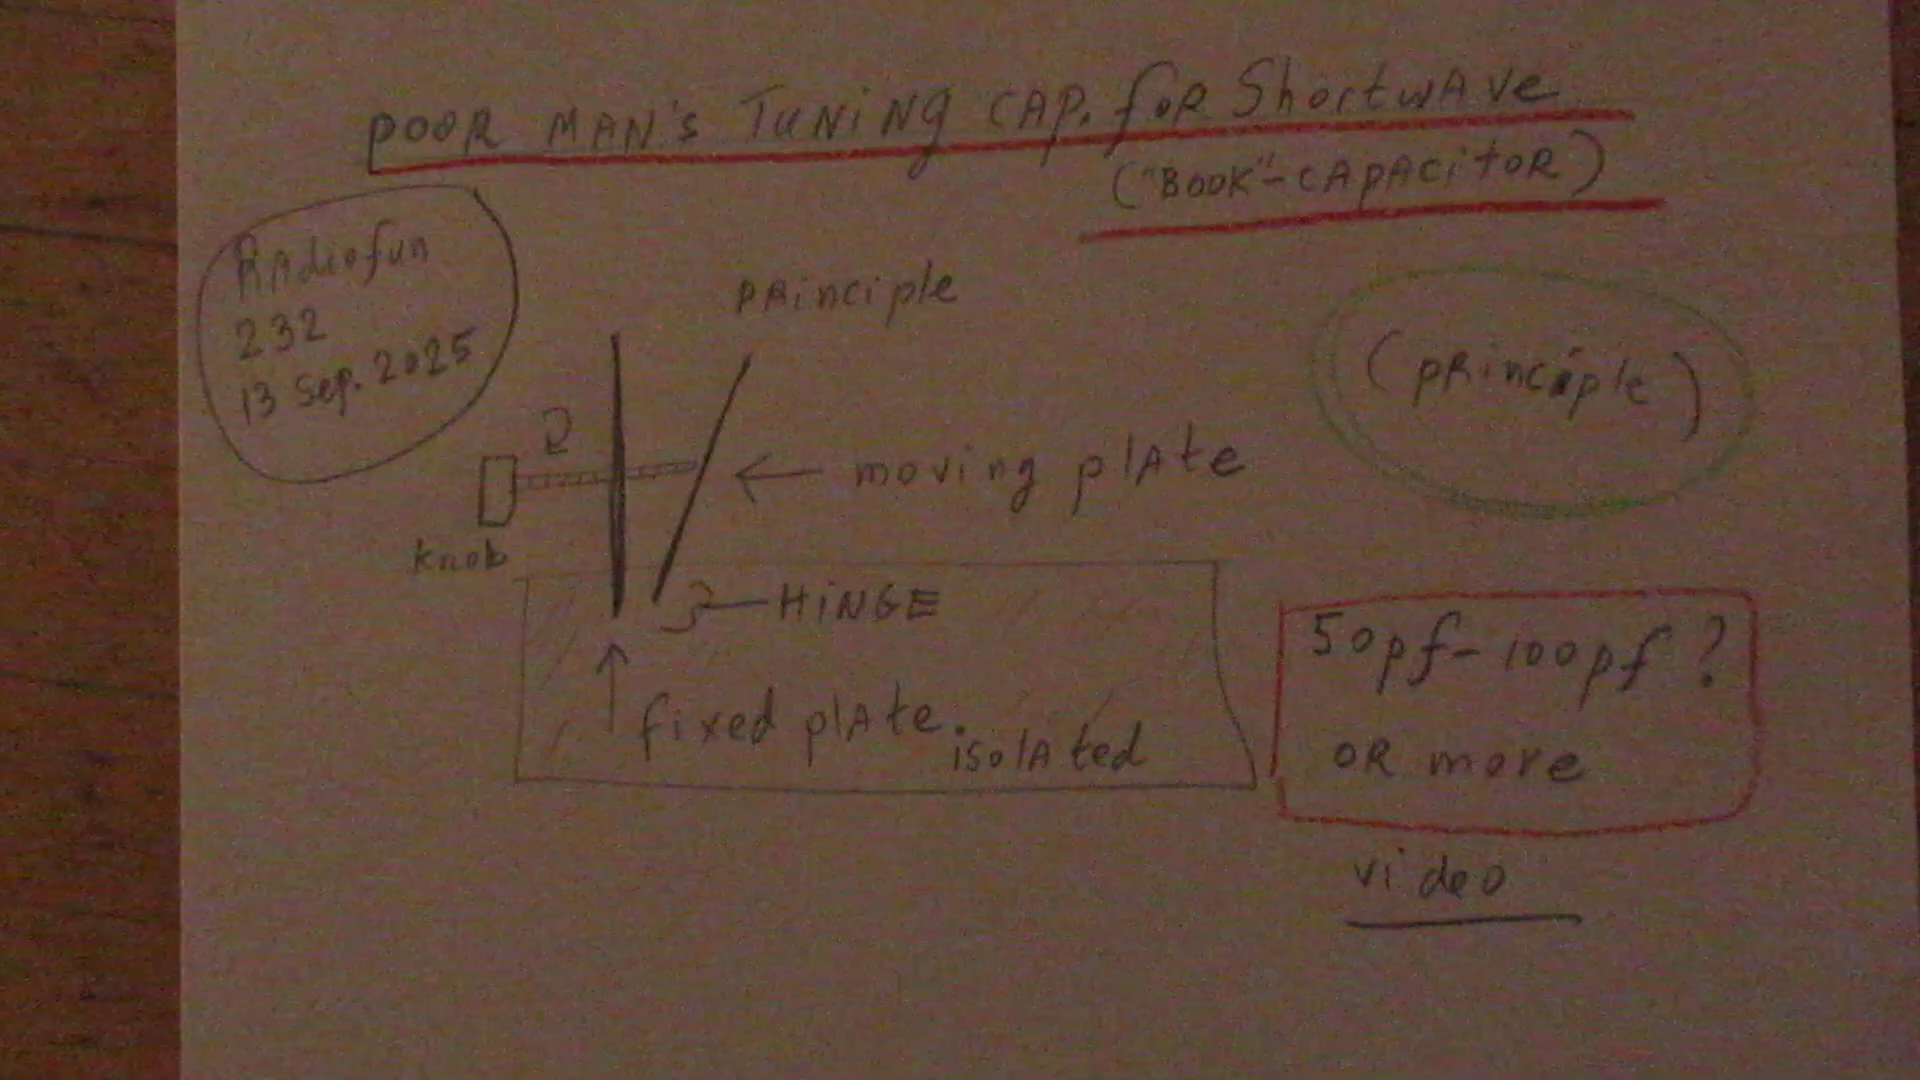 POOR MAN'S TUNING CAP. foR ShortwAve
("BOOK"-CAPACitOR)
RAdiofun
232
13 Sep. 2025
PRinciple
(pRinciple)
moving plAte
Knob
HiNGE
fixed plAte.
isolAted
50pf-100pf?
OR more
video